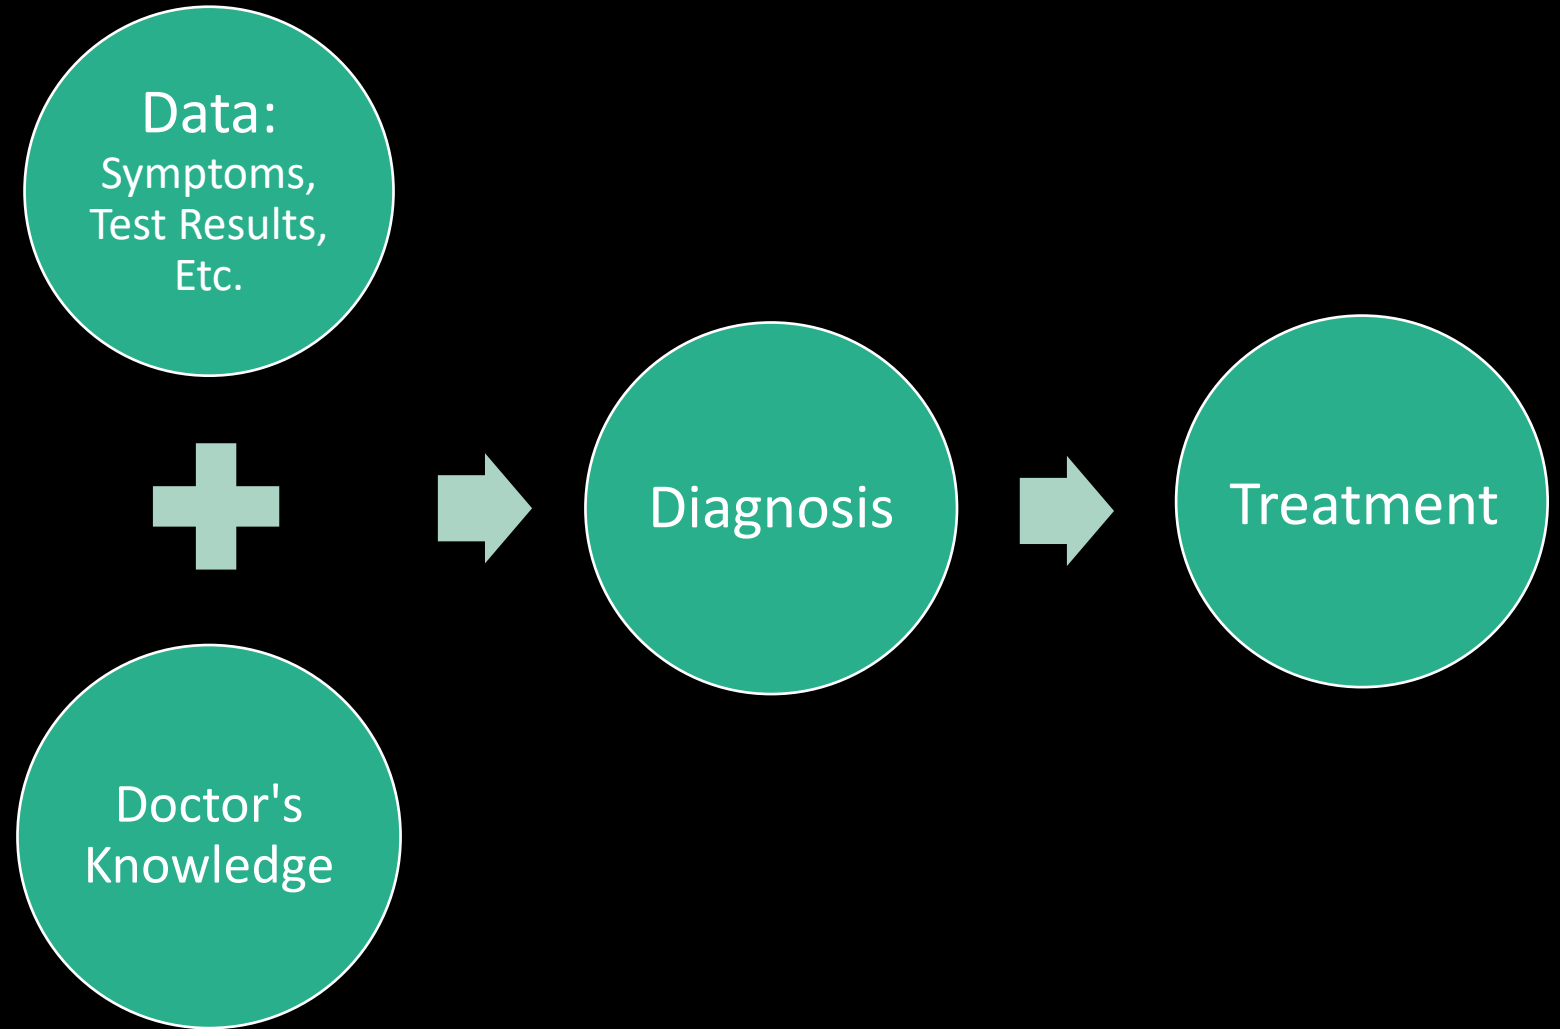 Data:
Symptoms,
Test Results,
Etc.
Doctor's
Knowledge
Diagnosis
Treatment